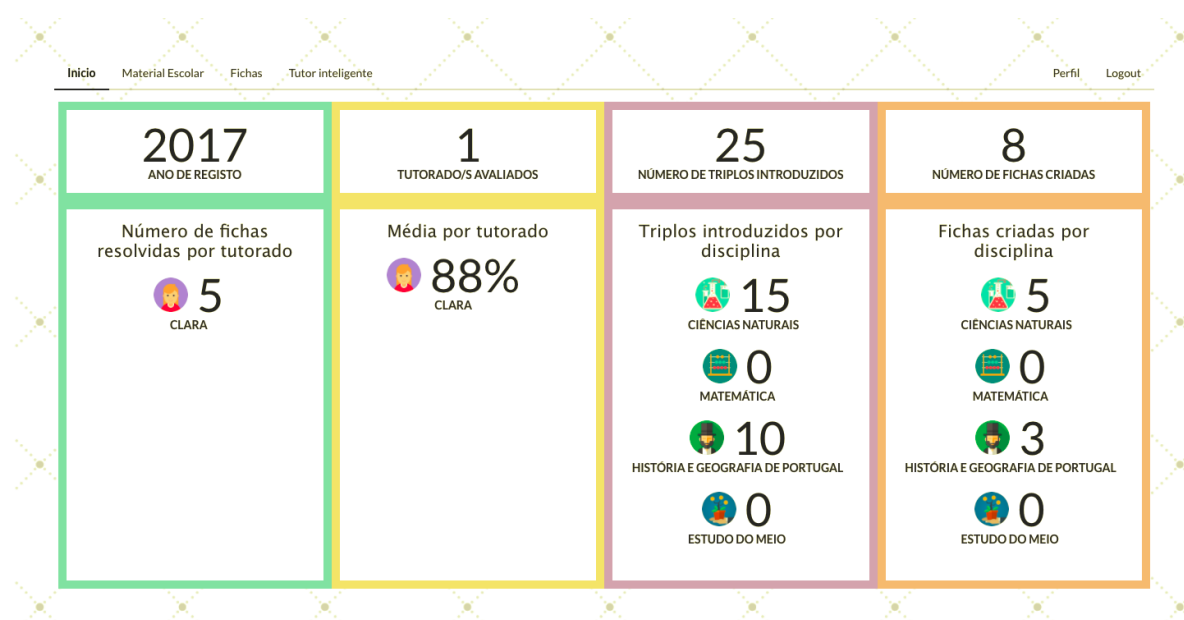 Inicio
Material Escolar
Fichas
Tutor inteligente
Perfil
Logout
2017
ANO DE REGISTO
1
TUTORADO/S AVALIADOS
25
NÚMERO DE TRIPLOS INTRODUZIDOS
8
NÚMERO DE FICHAS CRIADAS
Número de fichas
resolvidas por tutorado
5
CLARA
Média por tutorado
88%
CLARA
Triplos introduzidos por
disciplina
15
CIÊNCIAS NATURAIS
0
MATEMÁTICA
10
HISTÓRIA E GEOGRAFIA DE PORTUGAL
0
ESTUDO DO MEIO
Fichas criadas por
disciplina
5
CIÊNCIAS NATURAIS
0
MATEMÁTICA
3
HISTÓRIA E GEOGRAFIA DE PORTUGAL
0
ESTUDO DO MEIO